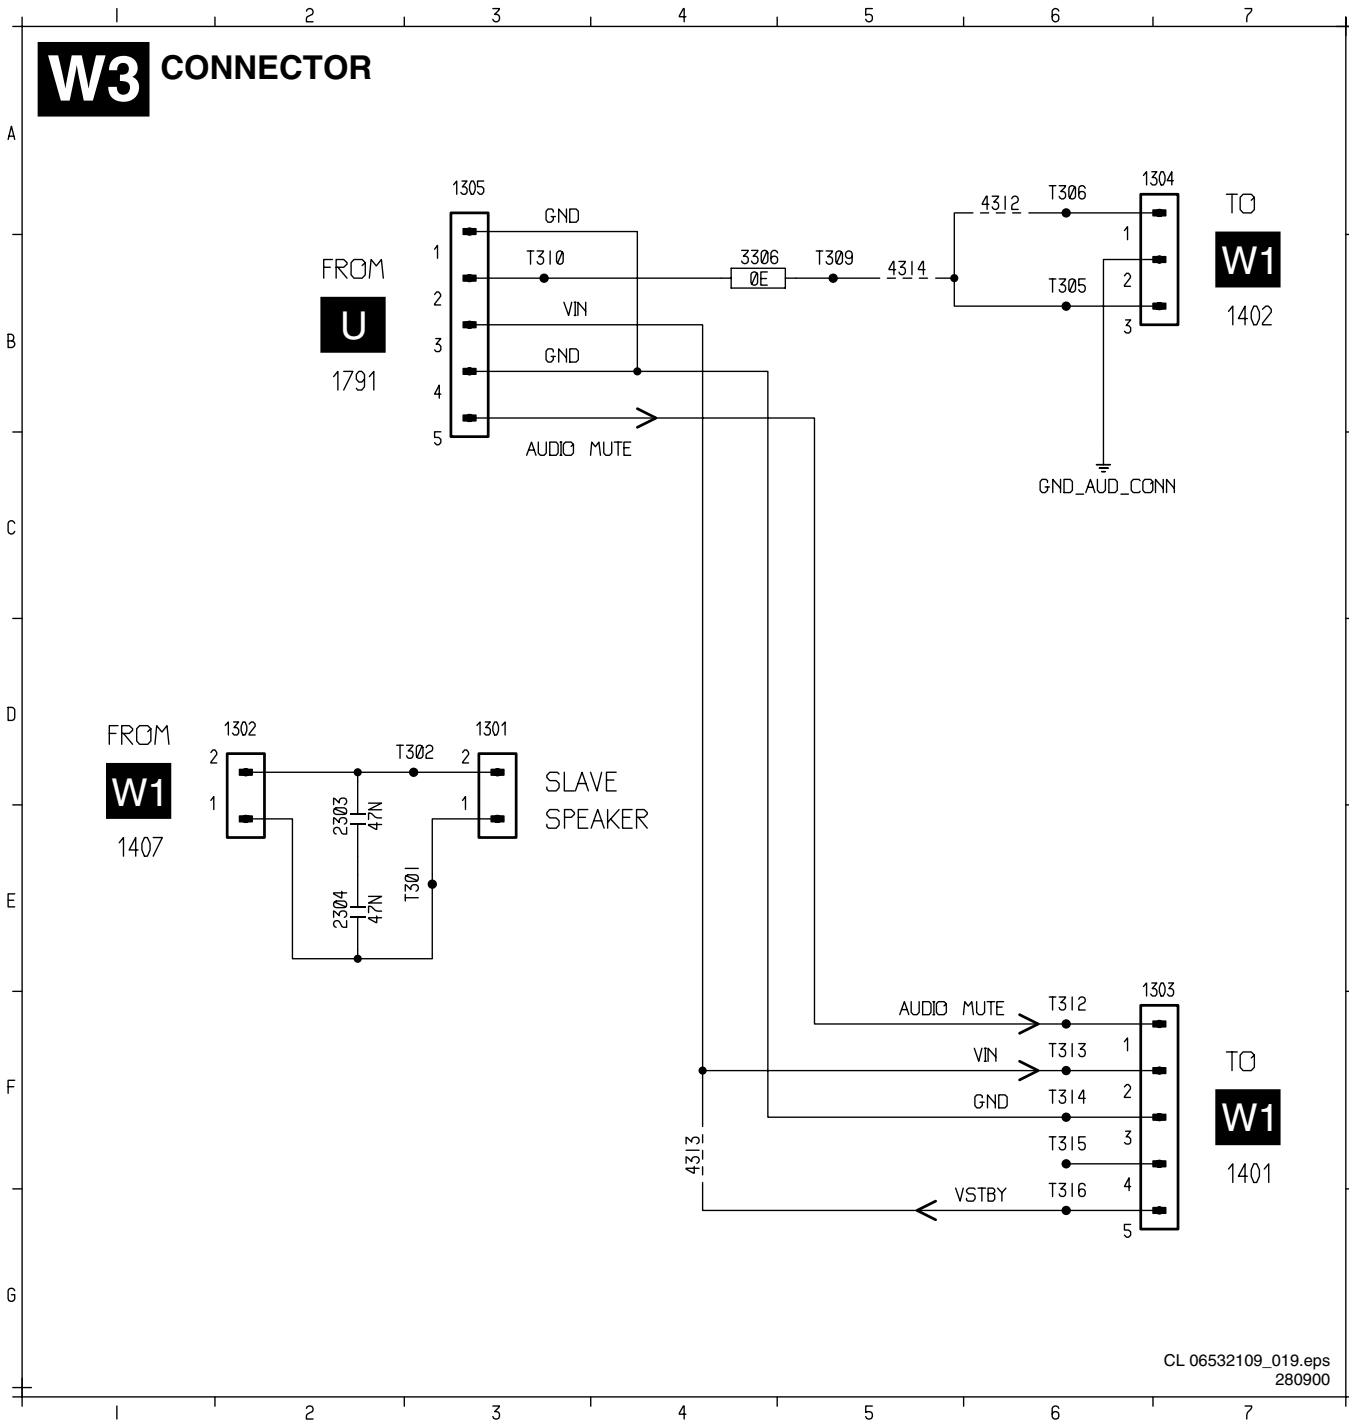 1 2 3 4 5 6 7
W3 CONNECTOR
A
B
C
D
E
F
G
1305
GND
1
T310
2
VIN
3
GND
4
5
AUDIO MUTE
FROM
U
1791
3306
0E
T309
4314
4312
T306
T305
1304
1
2
3
TO
W1
1402
GND_AUD_CONN
FROM
W1
1407
1302
2
1
T302
2303
47N
2304
47N
T301
1301
2
1
SLAVE
SPEAKER
1303
AUDIO MUTE
T312
1
VIN
T313
2
GND
T314
3
T315
4
VSTBY
T316
5
4313
TO
W1
1401
CL 06532109_019.eps
280900
1 2 3 4 5 6 7